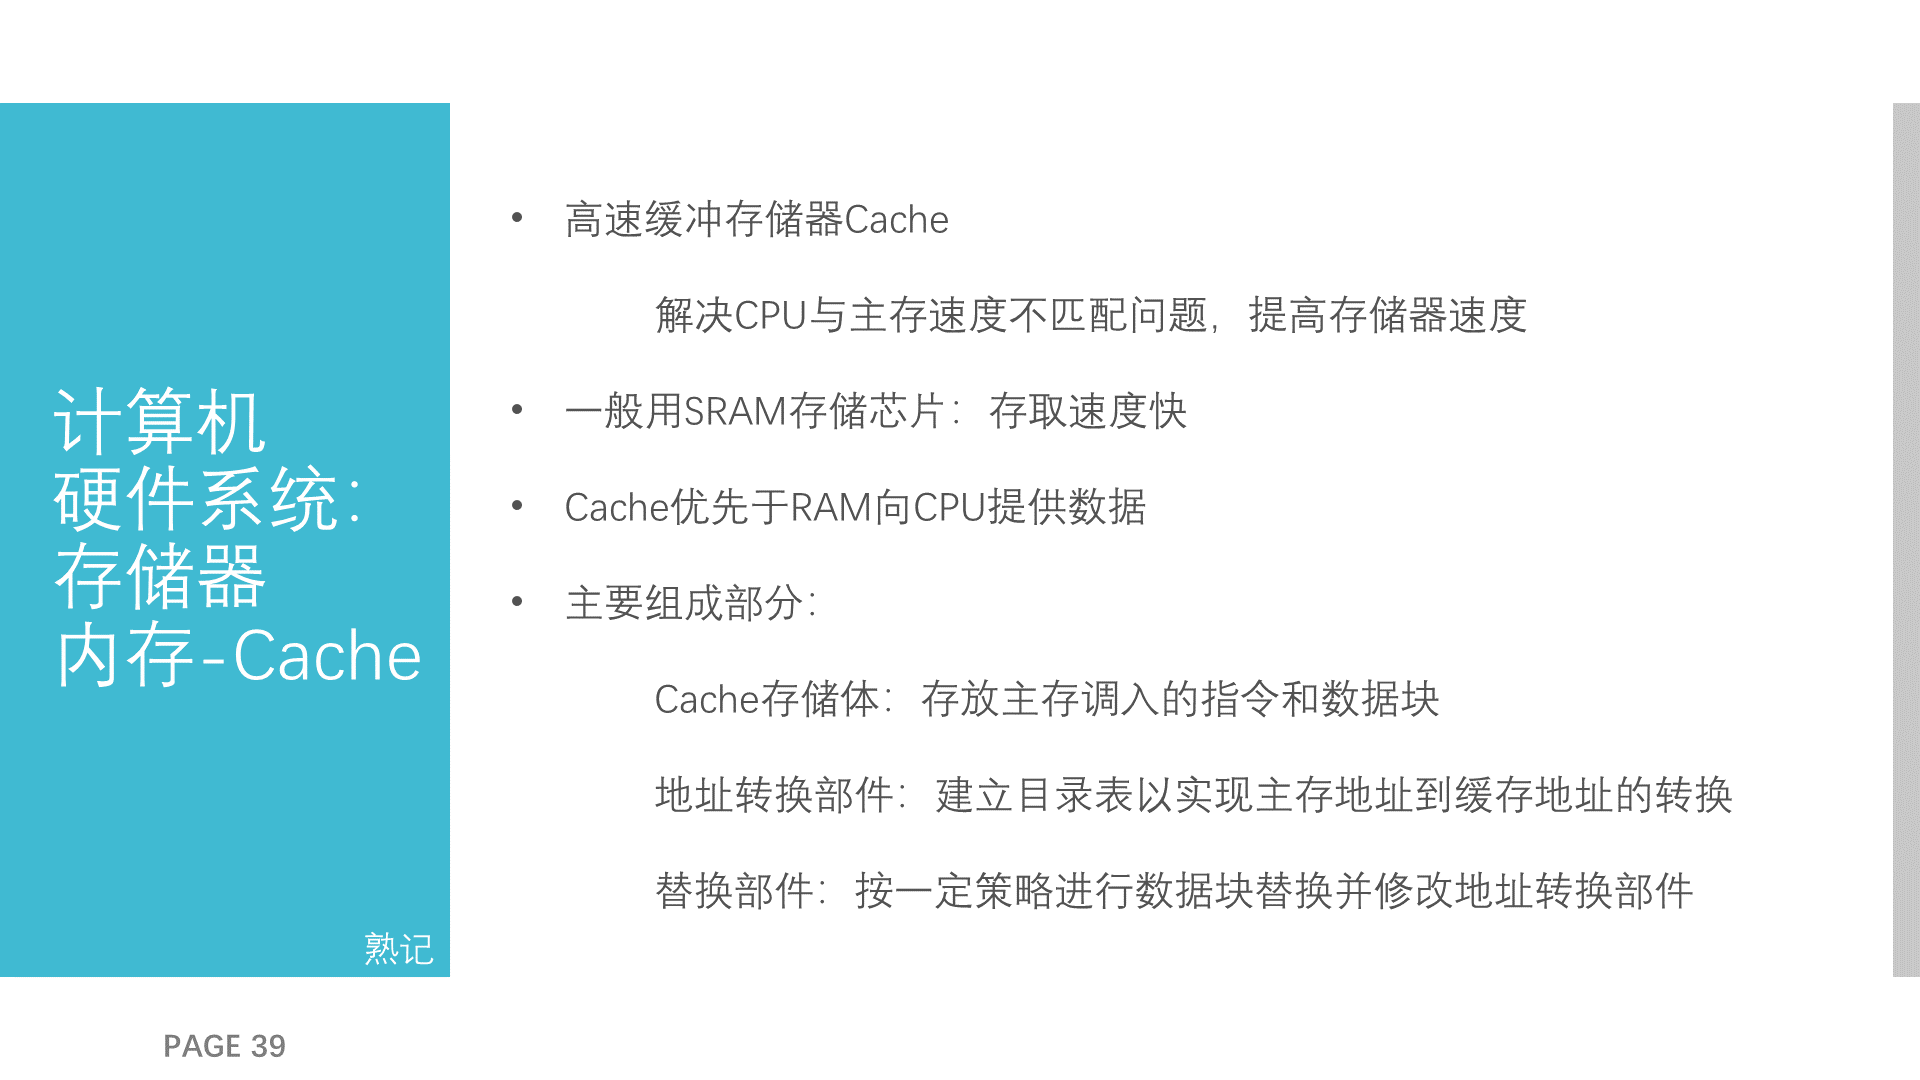 计算机
硬件系统：
存储器
内存-Cache
熟记
• 高速缓冲存储器Cache
解决CPU与主存速度不匹配问题，提高存储器速度
• 一般用SRAM存储芯片：存取速度快
• Cache优先于RAM向CPU提供数据
• 主要组成部分：
Cache存储体：存放主存调入的指令和数据块
地址转换部件：建立目录表以实现主存地址到缓存地址的转换
替换部件：按一定策略进行数据块替换并修改地址转换部件
PAGE 39